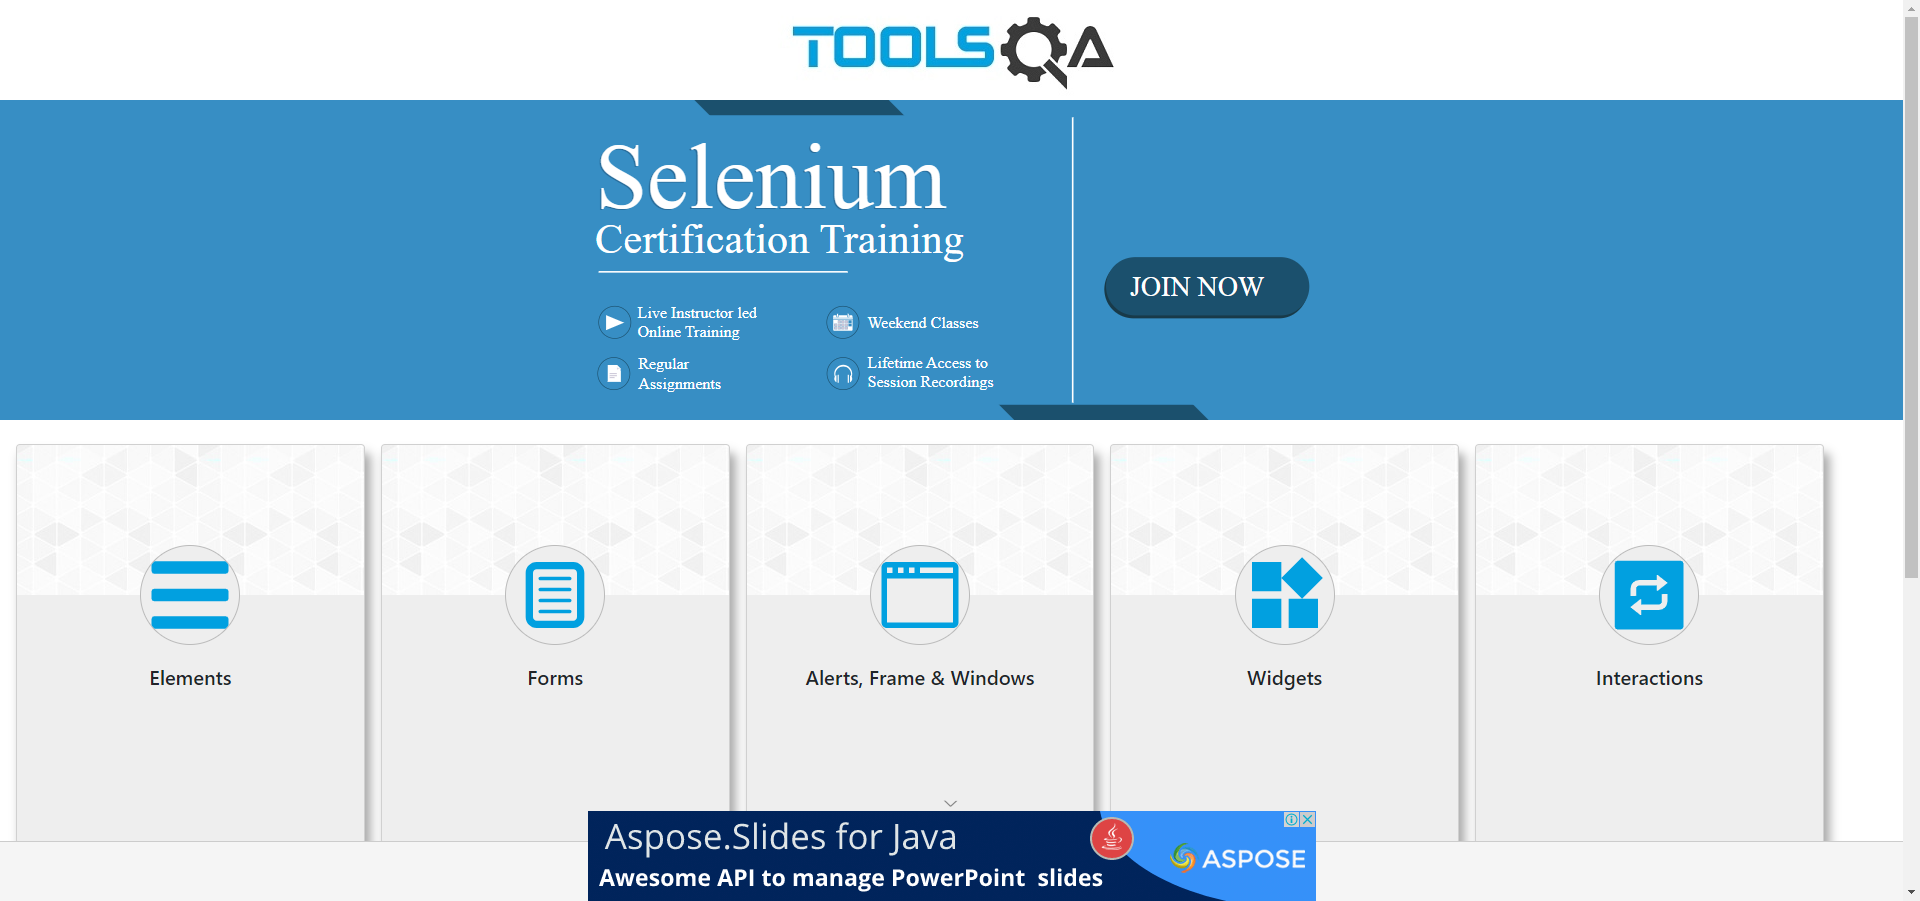 TOOLSQA
Selenium
Certification Training
Live Instructor led
Online Training
Weekend Classes
Regular
Assignments
Lifetime Access to
Session Recordings
JOIN NOW
Elements
Forms
Alerts, Frame & Windows
Widgets
Interactions
Aspose.Slides for Java
Awesome API to manage PowerPoint slides
ASPOSE